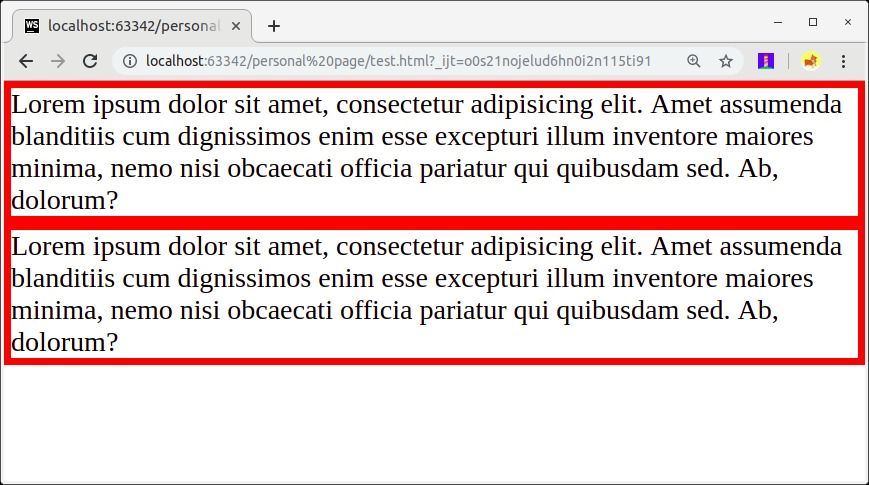 WS localhost:63342/persona
localhost:63342/personal%20page/test.html?_ijt=o0s21nojelud6hn0i2n115ti91
Lorem ipsum dolor sit amet, consectetur adipisicing elit. Amet assumenda
blanditiis cum dignissimos enim esse excepturi illum inventore maiores
minima, nemo nisi obcaecati officia pariatur qui quibusdam sed. Ab,
dolorum?
Lorem ipsum dolor sit amet, consectetur adipisicing elit. Amet assumenda
blanditiis cum dignissimos enim esse excepturi illum inventore maiores
minima, nemo nisi obcaecati officia pariatur qui quibusdam sed. Ab,
dolorum?